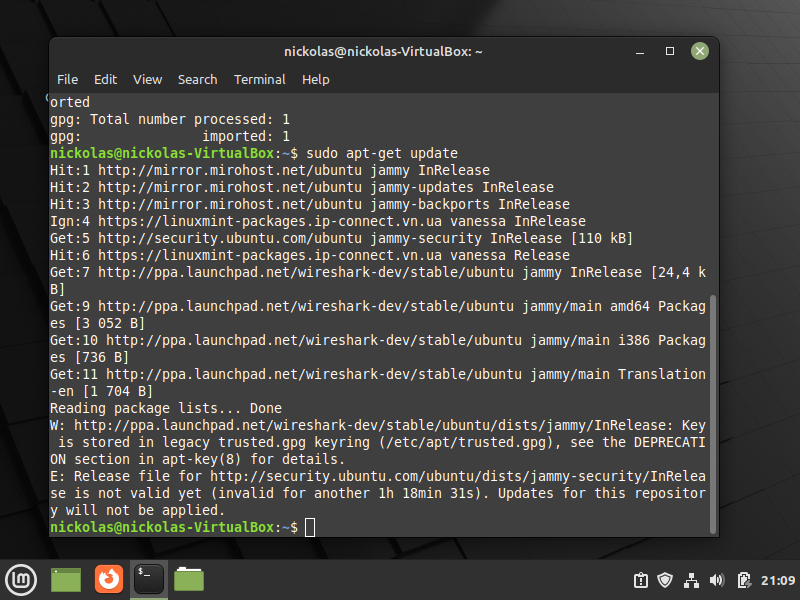 nickolas@nickolas-VirtualBox: ~
File Edit View Search Terminal Help
orted
gpg: Total number processed: 1
gpg:               imported: 1
nickolas@nickolas-VirtualBox:~$ sudo apt-get update
Hit:1 http://mirror.mirohost.net/ubuntu jammy InRelease
Hit:2 http://mirror.mirohost.net/ubuntu jammy-updates InRelease
Hit:3 http://mirror.mirohost.net/ubuntu jammy-backports InRelease
Ign:4 https://linuxmint-packages.ip-connect.vn.ua vanessa InRelease
Get:5 http://security.ubuntu.com/ubuntu jammy-security InRelease [110 kB]
Hit:6 https://linuxmint-packages.ip-connect.vn.ua vanessa Release
Get:7 http://ppa.launchpad.net/wireshark-dev/stable/ubuntu jammy InRelease [24,4 k
B]
Get:9 http://ppa.launchpad.net/wireshark-dev/stable/ubuntu jammy/main amd64 Packag
es [3 052 B]
Get:10 http://ppa.launchpad.net/wireshark-dev/stable/ubuntu jammy/main i386 Packag
es [736 B]
Get:11 http://ppa.launchpad.net/wireshark-dev/stable/ubuntu jammy/main Translation
-en [1 704 B]
Reading package lists... Done
W: http://ppa.launchpad.net/wireshark-dev/stable/ubuntu/dists/jammy/InRelease: Key
 is stored in legacy trusted.gpg keyring (/etc/apt/trusted.gpg), see the DEPRECATI
ON section in apt-key(8) for details.
E: Release file for http://security.ubuntu.com/ubuntu/dists/jammy-security/InRelea
se is not valid yet (invalid for another 1h 18min 31s). Updates for this repositor
y will not be applied.
nickolas@nickolas-VirtualBox:~$
21:09